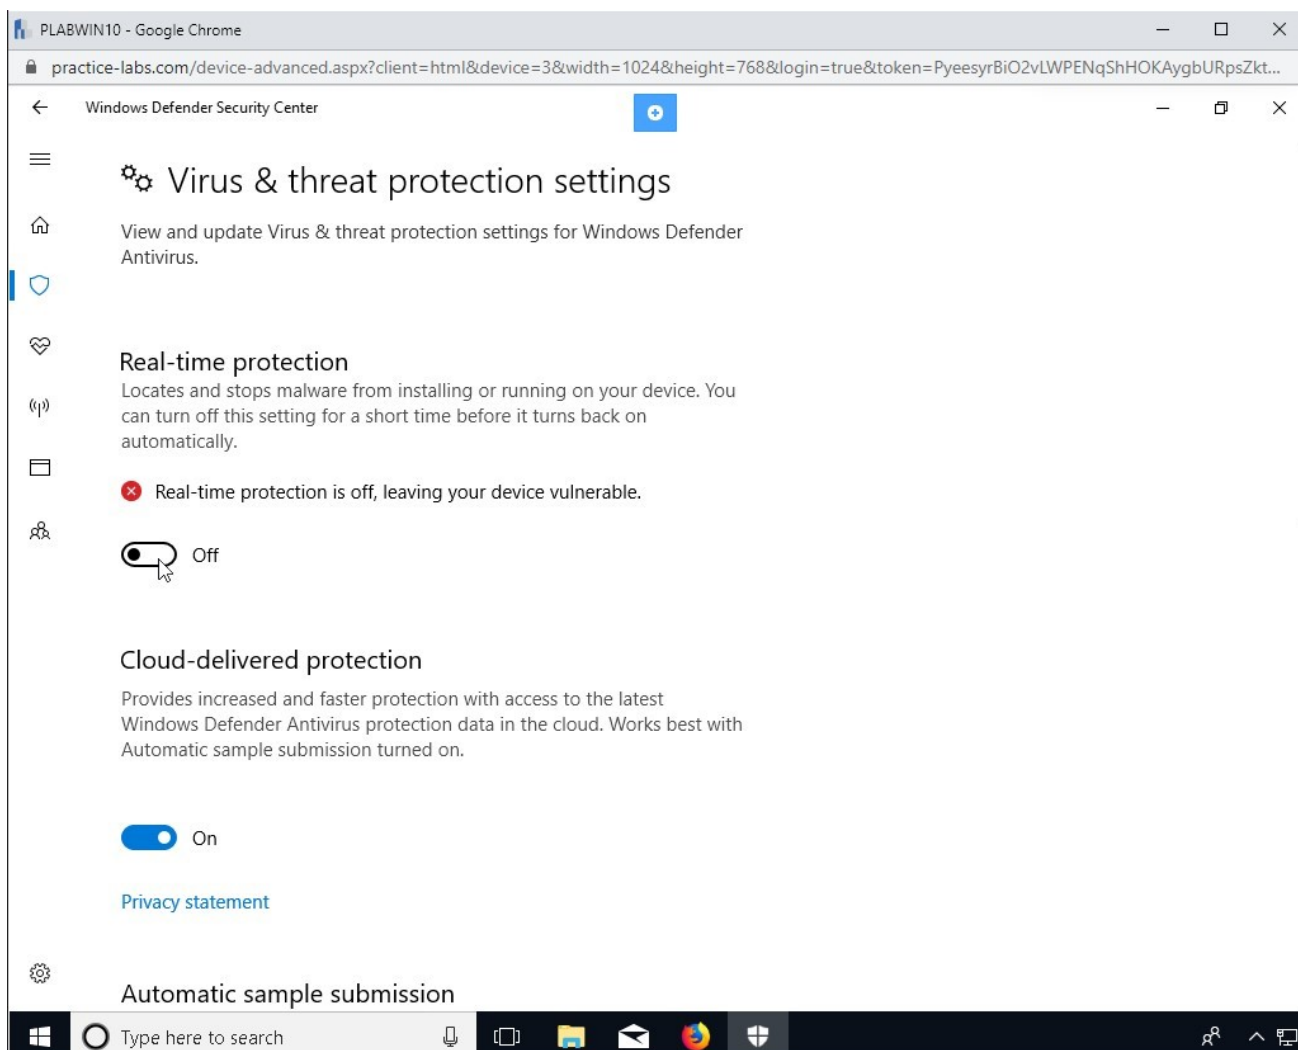 PLABWIN10 - Google Chrome
practice-labs.com/device-advanced.aspx?client=html&device=3&width=1024&height=768&login=true&token=PyeesyrBiO2vLWPENqShHOKAygbURpsZkt...
Windows Defender Security Center
Virus & threat protection settings
View and update Virus & threat protection settings for Windows Defender
Antivirus.
Real-time protection
Locates and stops malware from installing or running on your device. You
can turn off this setting for a short time before it turns back on
automatically.
Real-time protection is off, leaving your device vulnerable.
Off
Cloud-delivered protection
Provides increased and faster protection with access to the latest
Windows Defender Antivirus protection data in the cloud. Works best with
Automatic sample submission turned on.
On
Privacy statement
Automatic sample submission
Type here to search